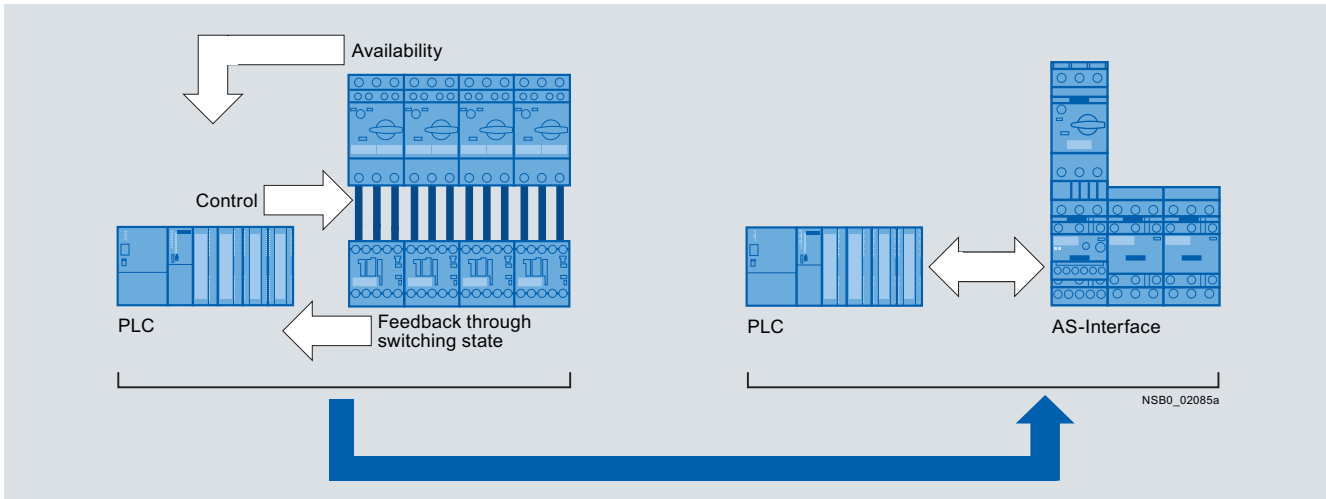 Availability
Control
PLC
Feedback through
switching state
PLC
AS-Interface
NSB0_02085a